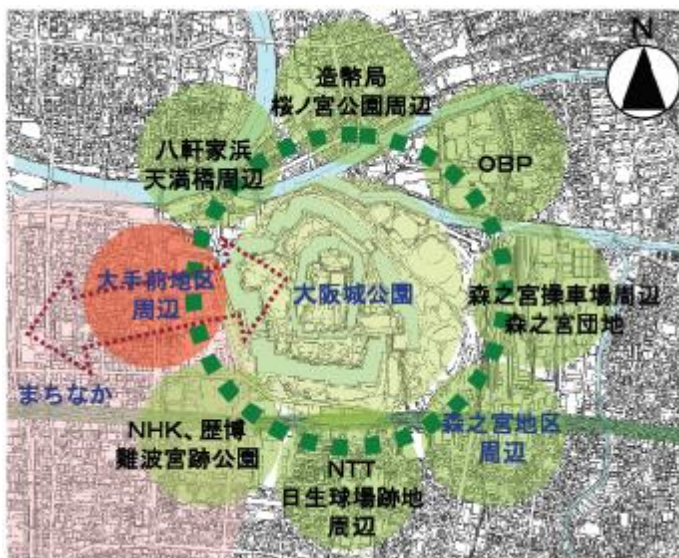 N
造幣局
桜ノ宮公園周辺
八軒家浜
天満橋周辺
OBP
大手前地区
周辺
大阪城公園
森之宮操車場周辺
森之宮団地
まちなか
NHK、歴博
難波宮跡公園
森之宮地区
周辺
NTT
日生球場跡地
周辺